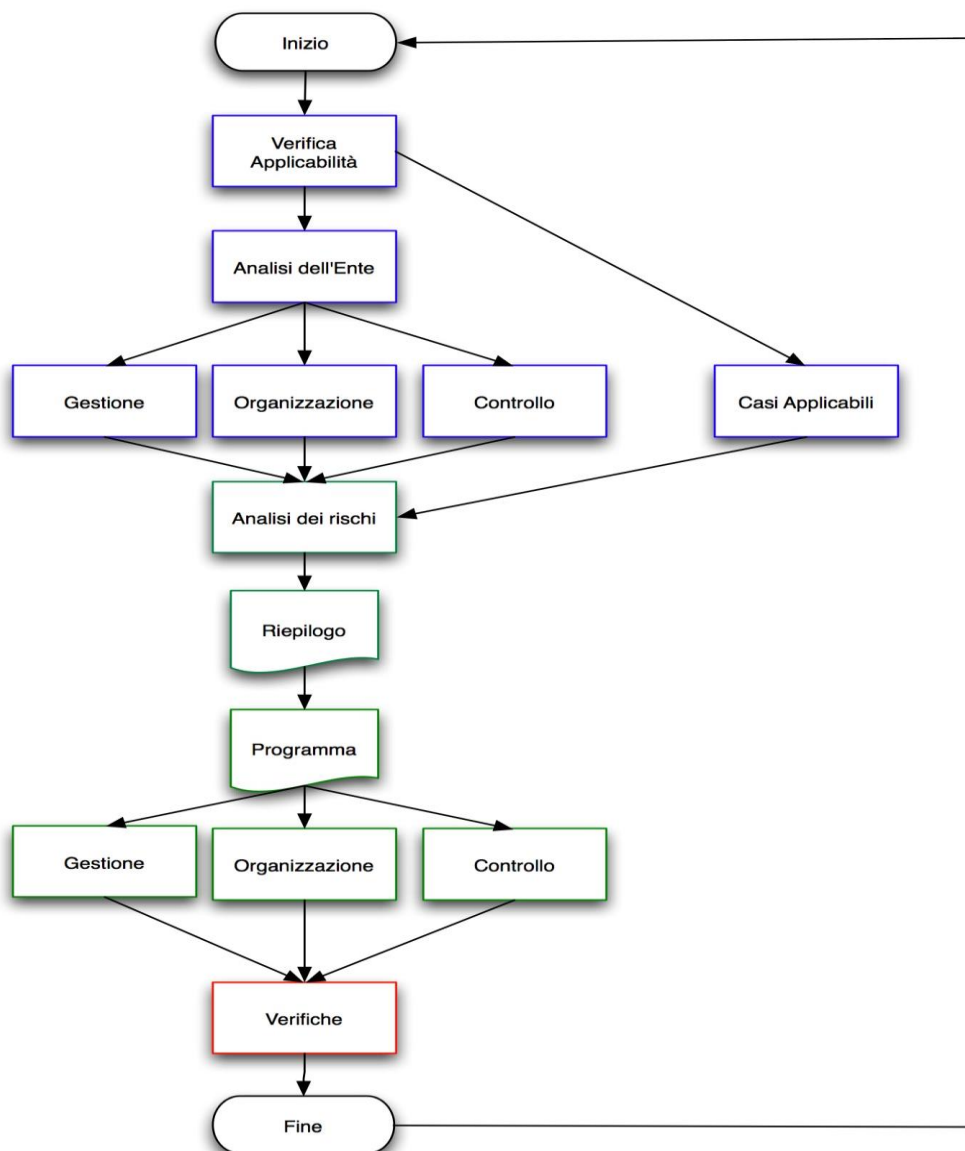 Inizio
Verifica
Applicabilità
Analisi dell'Ente
Gestione
Organizzazione
Controllo
Casi Applicabili
Analisi dei rischi
Riepilogo
Programma
Gestione
Organizzazione
Controllo
Verifiche
Fine